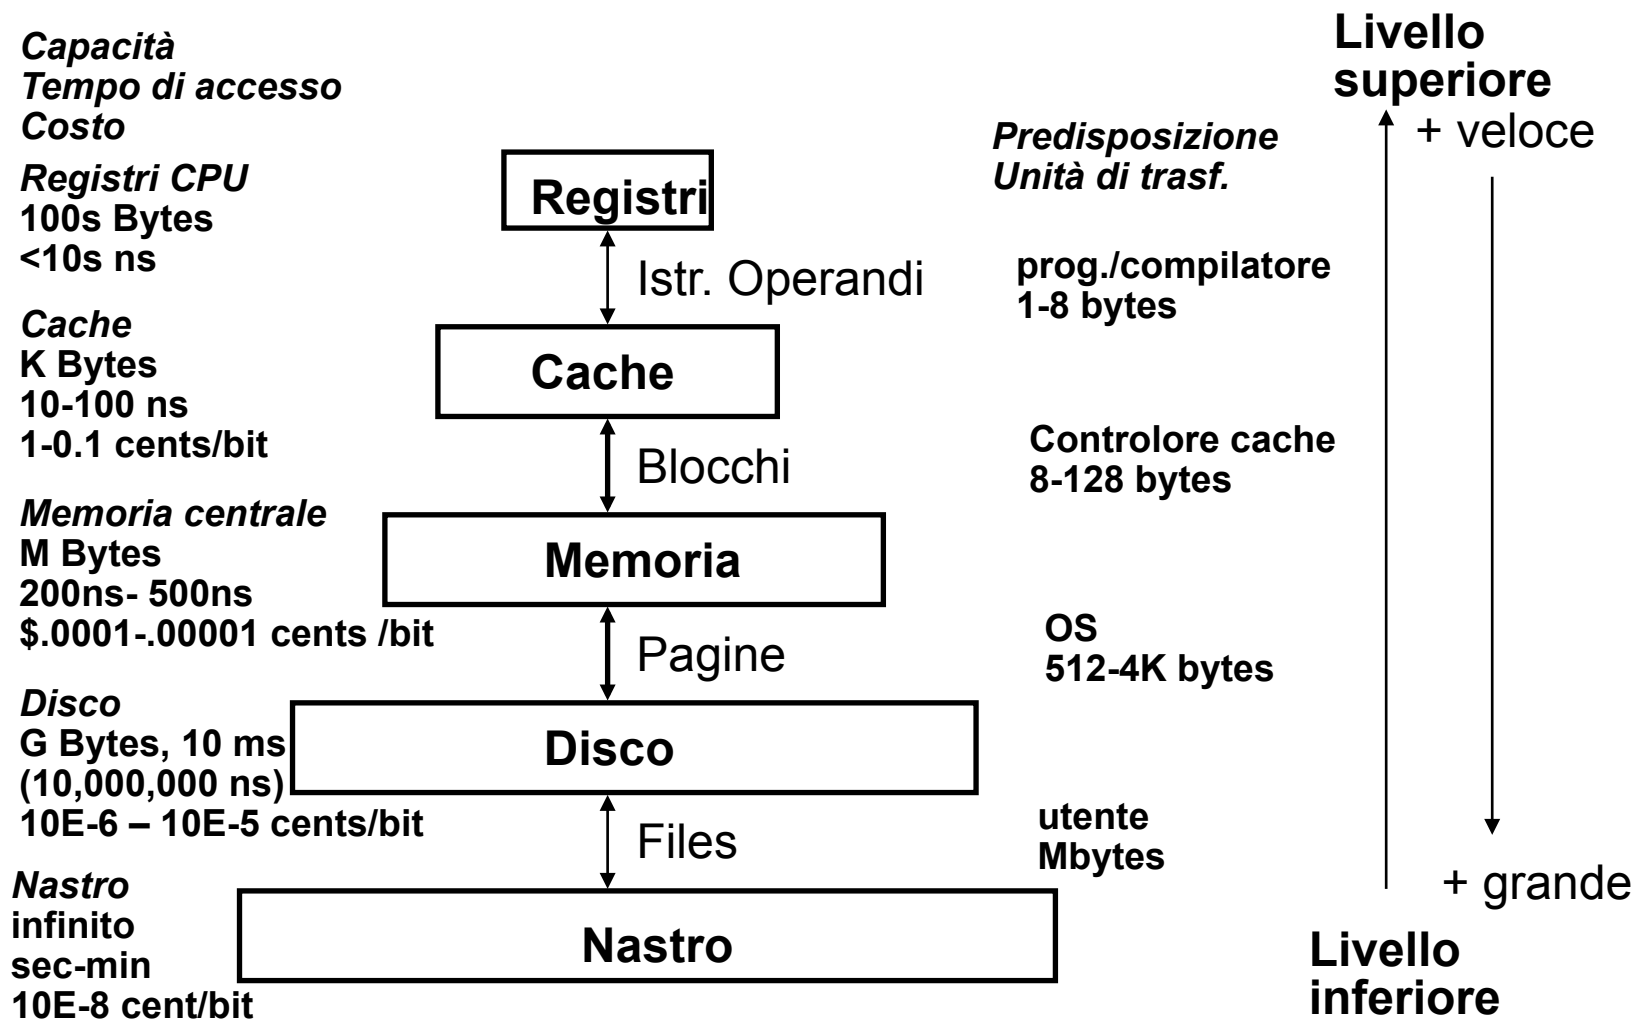 Capacità
Tempo di accesso
Costo
Registri CPU
100s Bytes
<10s ns
Cache
K Bytes
10-100 ns
1-0.1 cents/bit
Memoria centrale
M Bytes
200ns- 500ns
$.0001-.00001 cents /bit
Disco
G Bytes, 10 ms
(10,000,000 ns)
10E-6 – 10E-5 cents/bit
Nastro
infinito
sec-min
10E-8 cent/bit
Registri
Istr. Operandi
Cache
Blocchi
Memoria
Pagine
Disco
Files
Nastro
Predisposizione
Unità di trasf.
prog./compilatore
1-8 bytes
Controlore cache
8-128 bytes
OS
512-4K bytes
utente
Mbytes
Livello
superiore
+ veloce
+ grande
Livello
inferiore